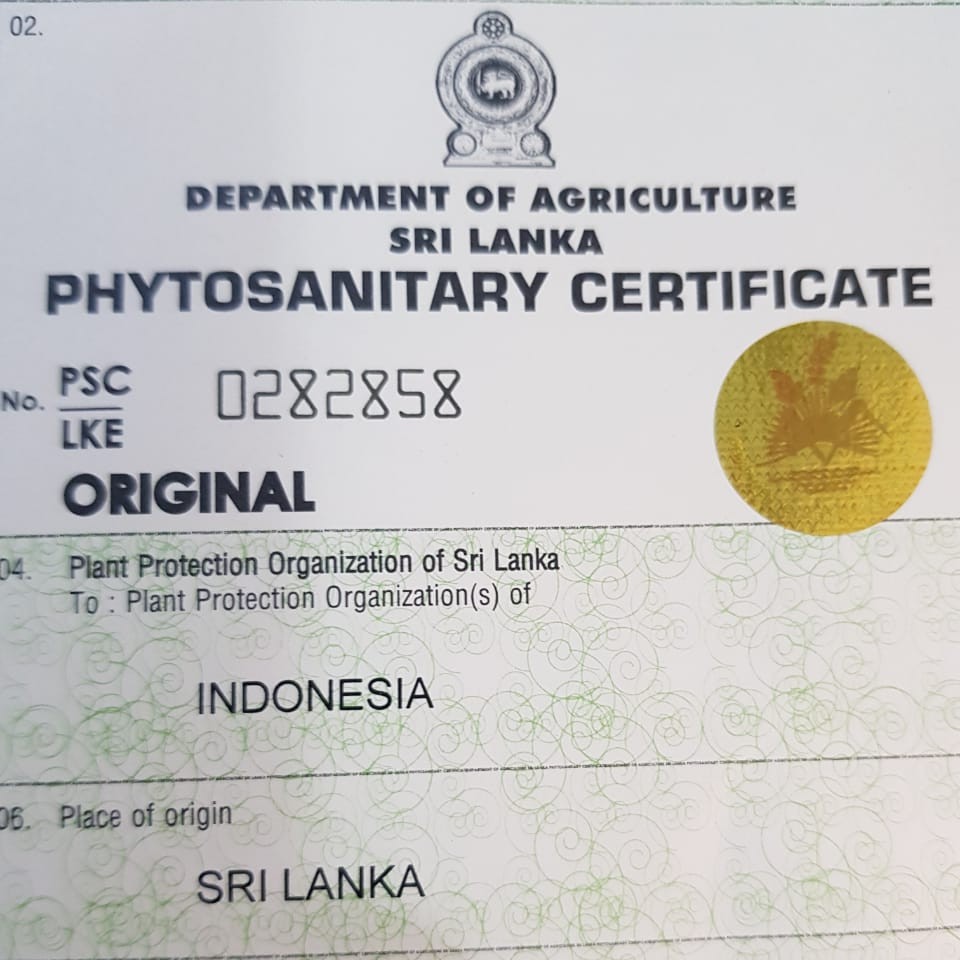 02.
DEPARTMENT OF AGRICULTURE
SRI LANKA
PHYTOSANITARY CERTIFICATE
No. PSC
LKE
0282858
ORIGINAL
04. Plant Protection Organization of Sri Lanka
To : Plant Protection Organization(s) of
INDONESIA
06. Place of origin
SRI LANKA